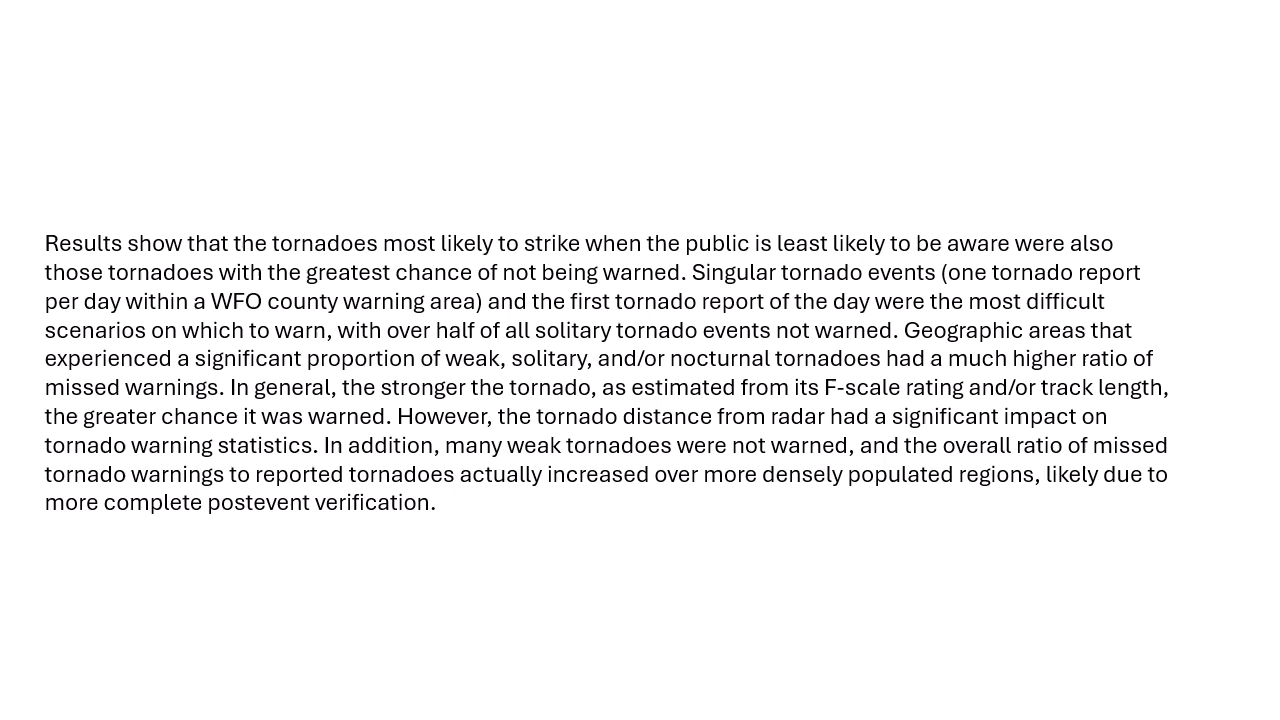 Results show that the tornadoes most likely to strike when the public is least likely to be aware were also
those tornadoes with the greatest chance of not being warned. Singular tornado events (one tornado report
per day within a WFO county warning area) and the first tornado report of the day were the most difficult
scenarios on which to warn, with over half of all solitary tornado events not warned. Geographic areas that
experienced a significant proportion of weak, solitary, and/or nocturnal tornadoes had a much higher ratio of
missed warnings. In general, the stronger the tornado, as estimated from its F-scale rating and/or track length,
the greater chance it was warned. However, the tornado distance from radar had a significant impact on
tornado warning statistics. In addition, many weak tornadoes were not warned, and the overall ratio of missed
tornado warnings to reported tornadoes actually increased over more densely populated regions, likely due to
more complete postevent verification.